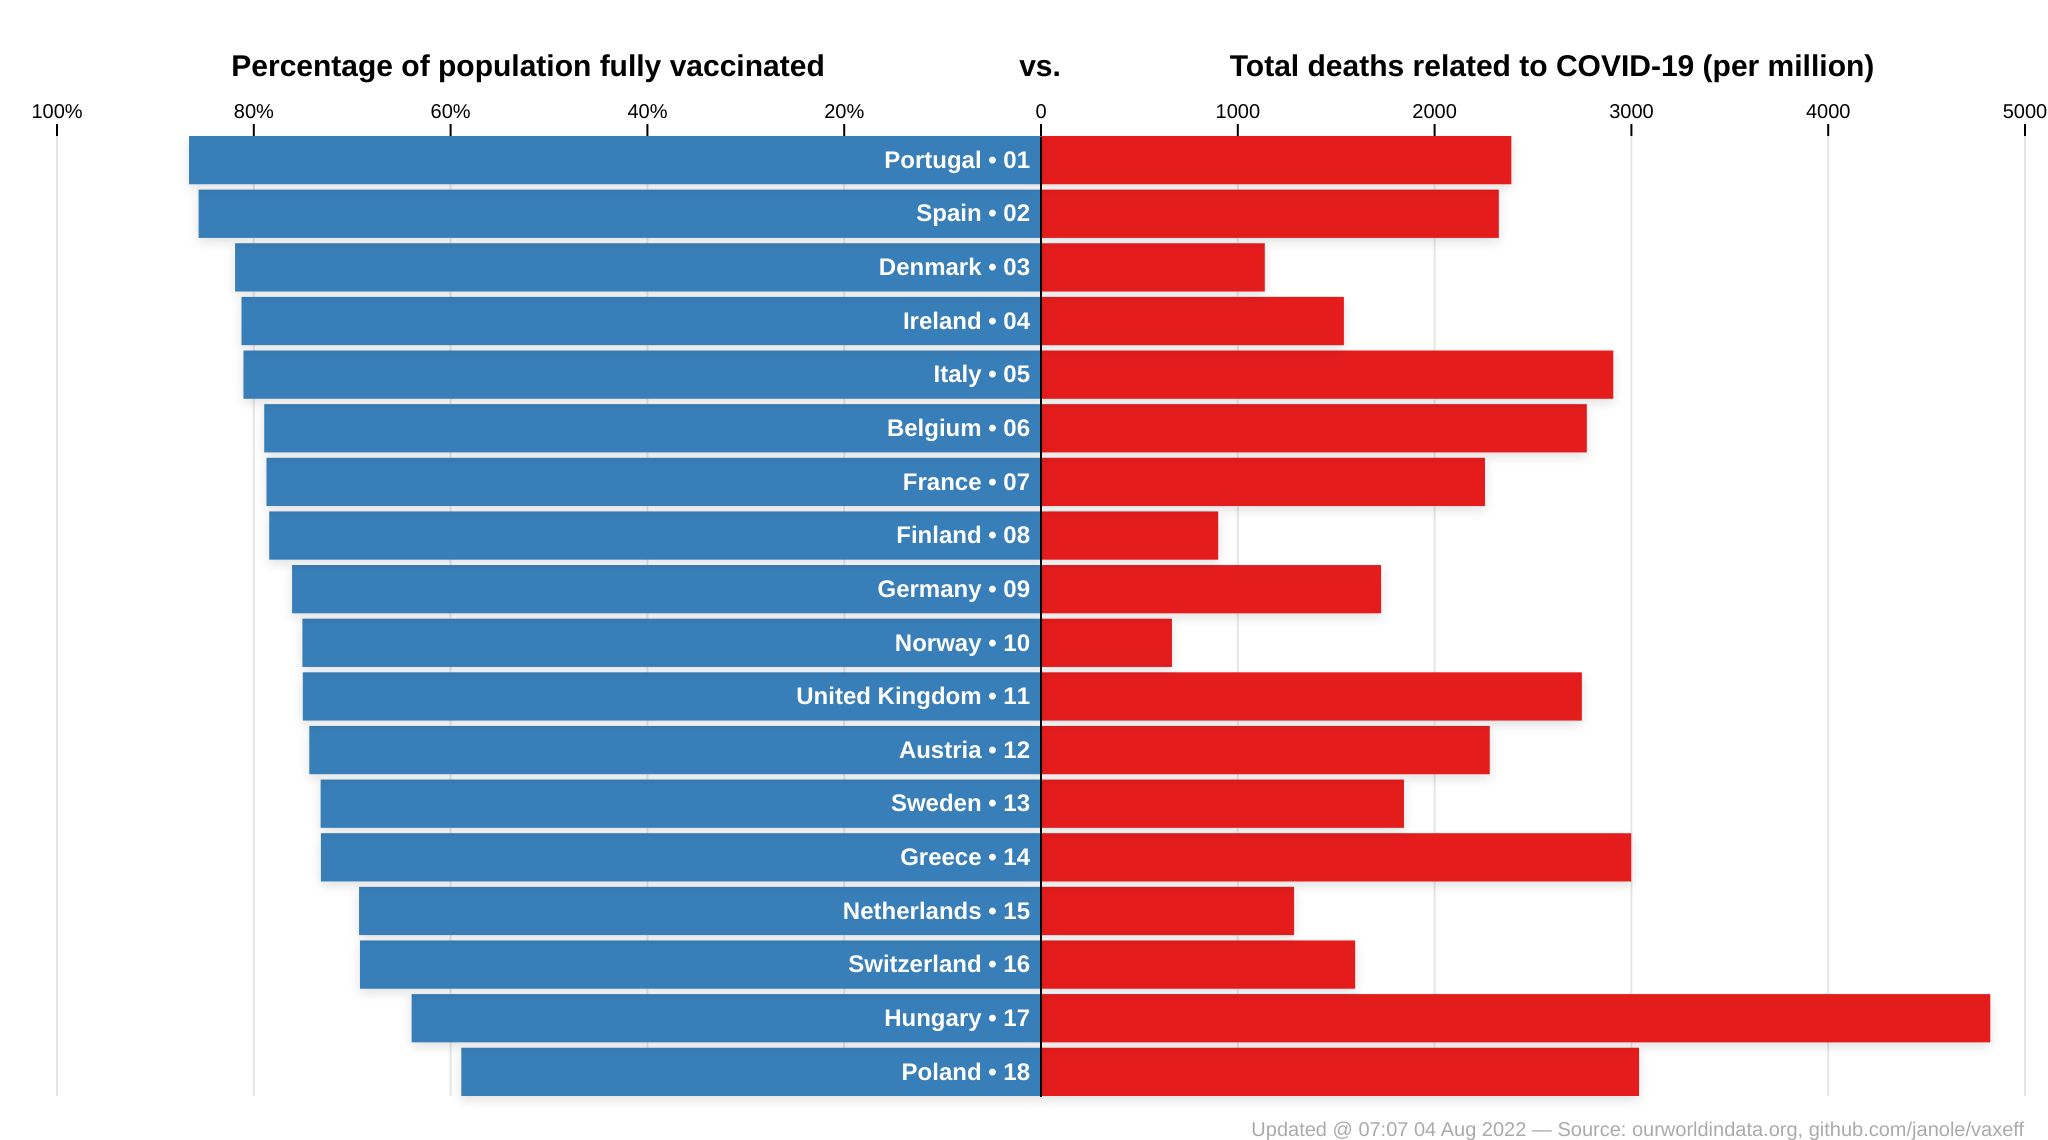 Percentage of population fully vaccinated vs. Total deaths related to COVID-19 (per million)
100% 80% 60% 40% 20% 0 1000 2000 3000 4000 5000
Portugal • 01
Spain • 02
Denmark • 03
Ireland • 04
Italy • 05
Belgium • 06
France • 07
Finland • 08
Germany • 09
Norway • 10
United Kingdom • 11
Austria • 12
Sweden • 13
Greece • 14
Netherlands • 15
Switzerland • 16
Hungary • 17
Poland • 18
Updated @ 07:07 04 Aug 2022 — Source: ourworldindata.org, github.com/janole/vaxeff